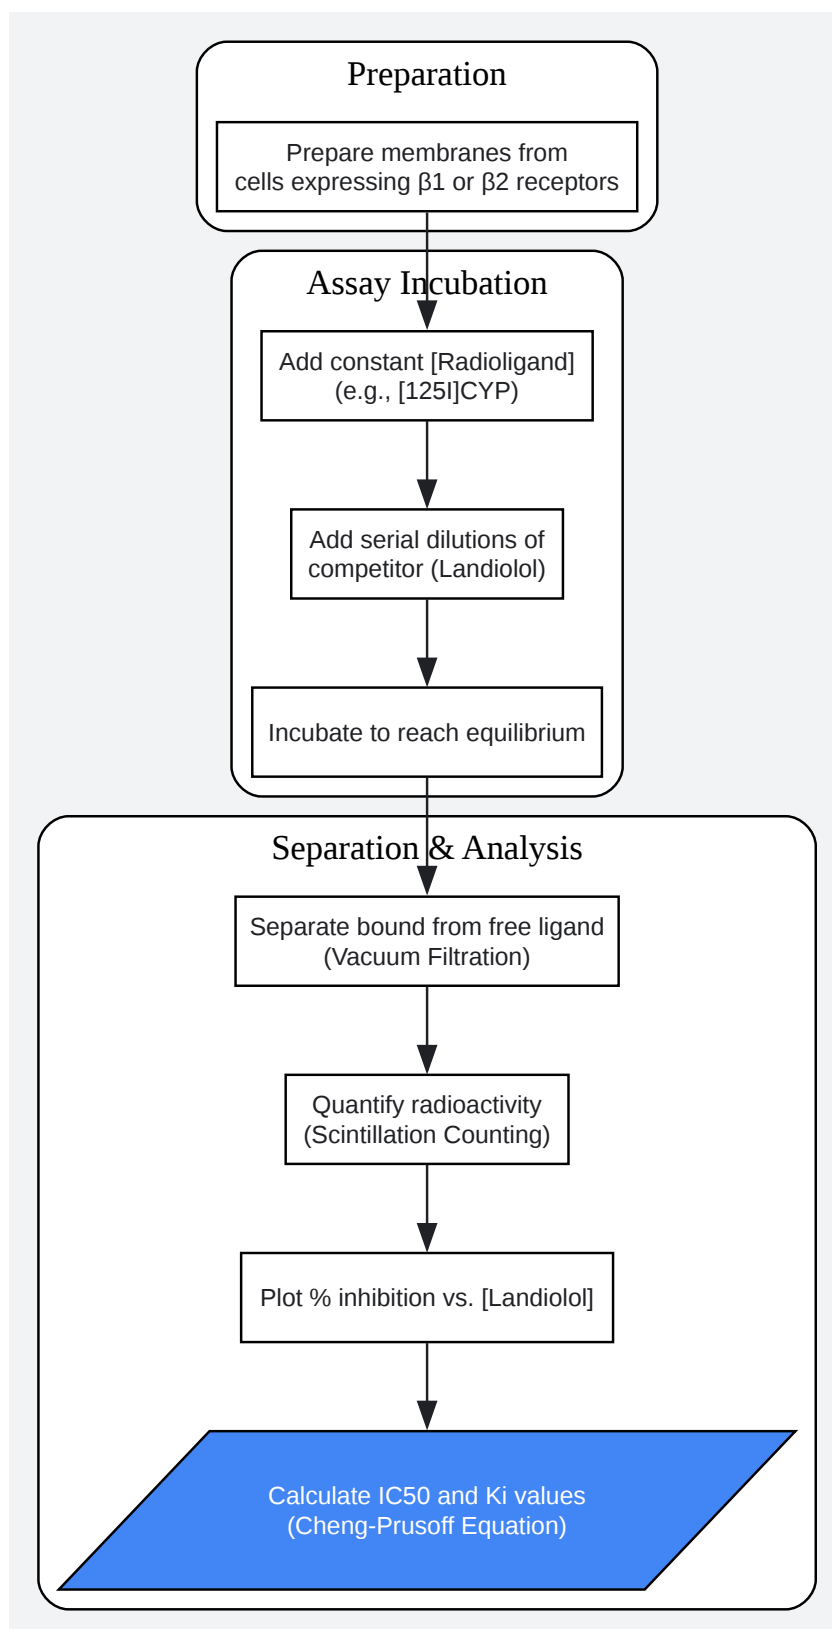 Preparation
Prepare membranes from
cells expressing β1 or β2 receptors
Assay Incubation
Add constant [Radioligand]
(e.g., [125I]CYP)
Add serial dilutions of
competitor (Landiolol)
Incubate to reach equilibrium
Separation & Analysis
Separate bound from free ligand
(Vacuum Filtration)
Quantify radioactivity
(Scintillation Counting)
Plot % inhibition vs. [Landiolol]
Calculate IC50 and Ki values
(Cheng-Prusoff Equation)